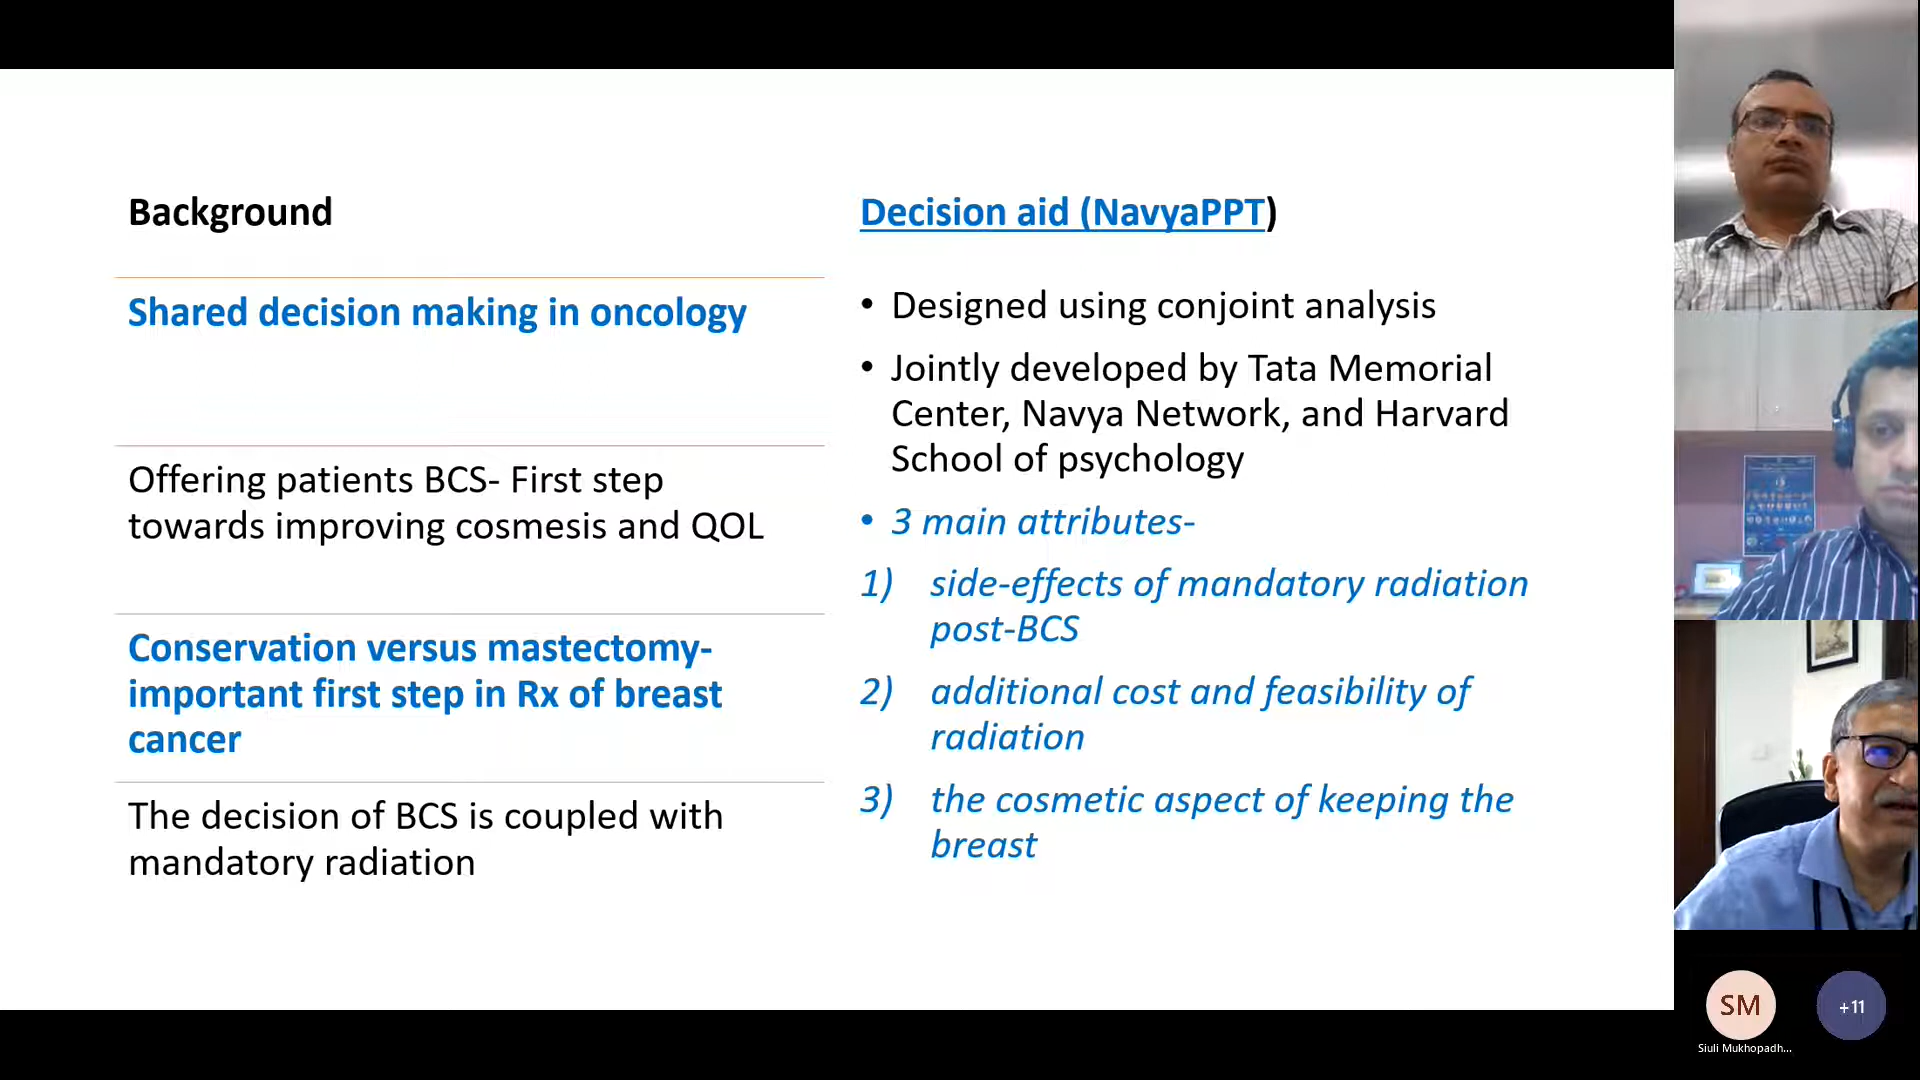 Background
Shared decision making in oncology
Offering patients BCS- First step
towards improving cosmesis and QOL
Conservation versus mastectomy-
important first step in Rx of breast
cancer
The decision of BCS is coupled with
mandatory radiation
Decision aid (NavyaPPT)
• Designed using conjoint analysis
• Jointly developed by Tata Memorial
Center, Navya Network, and Harvard
School of psychology
• 3 main attributes-
1) side-effects of mandatory radiation
post-BCS
2) additional cost and feasibility of
radiation
3) the cosmetic aspect of keeping the
breast
SM
+11
Siuli Mukhopadh...